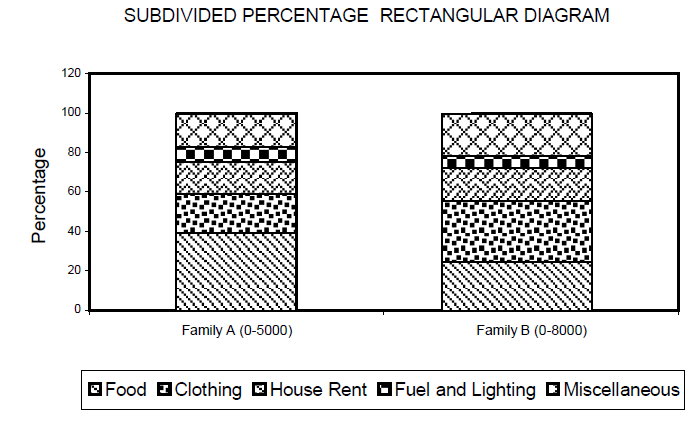 SUBDIVIDED PERCENTAGE RECTANGULAR DIAGRAM
120
100
80
60
40
20
0
Percentage
Family A (0-5000)
Family B (0-8000)
Food Clothing House Rent Fuel and Lighting Miscellaneous